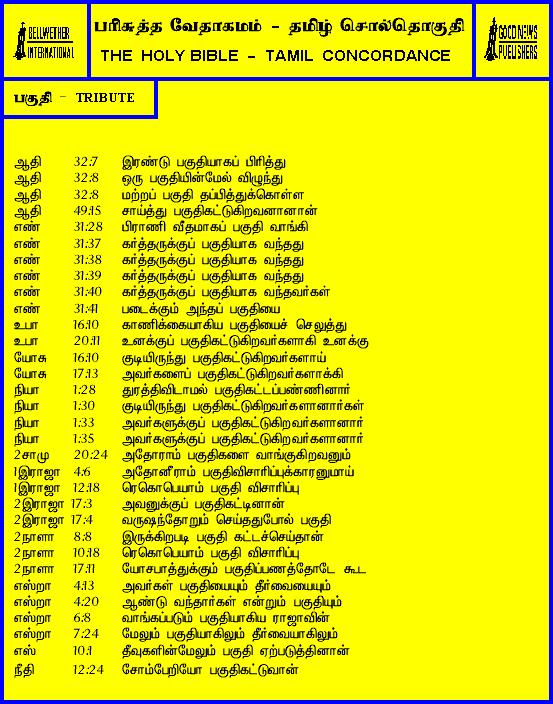 BELLWETHER
INTERNATIONAL
பரிசுத்த வேதாகமம் - தமிழ் சொல்தொகுதி
THE HOLY BIBLE - TAMIL CONCORDANCE
GOOD NEWS
PUBLISHERS
பகுதி - TRIBUTE
ஆதி 32:7 இரண்டு பகுதியாகப் பிரித்து
ஆதி 32:8 ஒரு பகுதியின்மேல் விழுந்து
ஆதி 32:8 மற்றப் பகுதி தப்பித்துக்கொள்ள
ஆதி 49:15 சாய்த்து பகுதிகட்டுகிறவனானான்
எண் 31:28 பிராணி வீதமாகப் பகுதி வாங்கி
எண் 31:37 கர்த்தருக்குப் பகுதியாக வந்தது
எண் 31:38 கர்த்தருக்குப் பகுதியாக வந்தது
எண் 31:39 கர்த்தருக்குப் பகுதியாக வந்தது
எண் 31:40 கர்த்தருக்குப் பகுதியாக வந்தவர்கள்
எண் 31:41 படைக்கும் அந்தப் பகுதியை
உபா 16:10 காணிக்கையாகிய பகுதியைச் செலுத்து
உபா 20:11 உனக்குப் பகுதிகட்டுகிறவர்களாகி உனக்கு
யோசு 16:10 குடியிருந்து பகுதிகட்டுகிறவர்களாய்
யோசு 17:13 அவர்களைப் பகுதிகட்டுகிறவர்களாக்கி
நியா 1:28 துரத்திவிடாமல் பகுதிகட்டப்பண்ணினார்
நியா 1:30 குடியிருந்து பகுதிகட்டுகிறவர்களானார்கள்
நியா 1:33 அவர்களுக்குப் பகுதிகட்டுகிறவர்களானார்
நியா 1:35 அவர்களுக்குப் பகுதிகட்டுகிறவர்களானார்
2சாமு 20:24 அதோராம் பகுதிகளை வாங்குகிறவனும்
1இராஜா 4:6 அதோனீராம் பகுதிவிசாரிப்புக்காரனுமாய்
1இராஜா 12:18 ரெகொபெயாம் பகுதி விசாரிப்பு
2இராஜா 17:3 அவனுக்குப் பகுதிகட்டினான்
2இராஜா 17:4 வருஷந்தோறும் செய்ததுபோல் பகுதி
2நாளா 8:8 இருக்கிறபடி பகுதி கட்டச்செய்தான்
2நாளா 10:18 ரெகொபெயாம் பகுதி விசாரிப்பு
2நாளா 17:11 யோசபாத்துக்கும் பகுதிப்பணத்தோடே கூட
எஸ்றா 4:13 அவர்கள் பகுதியையும் தீர்வையையும்
எஸ்றா 4:20 ஆண்டு வந்தார்கள் என்றும் பகுதியும்
எஸ்றா 6:8 வாங்கப்படும் பகுதியாகிய ராஜாவின்
எஸ்றா 7:24 மேலும் பகுதியாகிலும் தீர்வையாகிலும்
எஸ் 10:1 தீவுகளின்மேலும் பகுதி ஏற்படுத்தினான்
நீதி 12:24 சோம்பேறியோ பகுதிகட்டுவான்